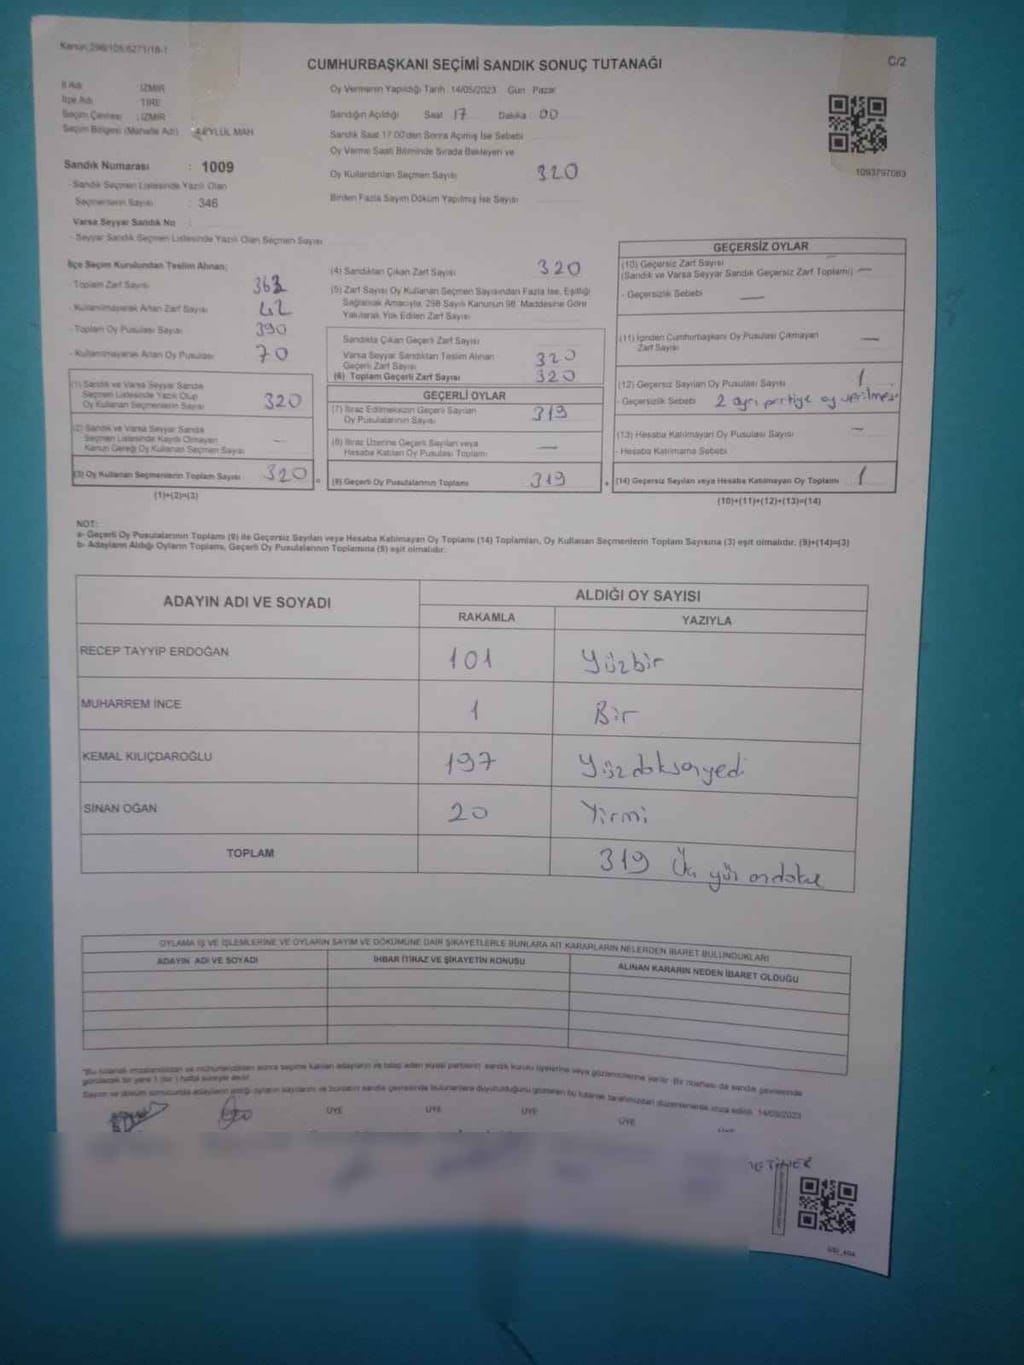 Kanun:298/105:6271/18-1
C/2
CUMHURBAŞKANI SEÇİMİ SANDIK SONUÇ TUTANAĞI
İl Adı İZMİR
İlçe Adı TİRE
Seçim Çevresi : İZMİR
Seçim Bölgesi (Mahalle Adı) 4 EYLÜL MAH
Sandık Numarası : 1009
- Sandık Seçmen Listesinde Yazılı Olan
Seçmenlerin Sayısı : 346
Varsa Seyyar Sandık No
- Seyyar Sandık Seçmen Listesinde Yazılı Olan Seçmen Sayısı
Oy Vermenin Yapıldığı Tarih :14/05/2023 Gün : Pazar
Sandığın Açıldığı Saat 17 Dakika : 00
Sandık Saat 17:00'den Sonra Açılmış İse Sebebi
Oy Verme Saati Bitiminde Sırada Bekleyen ve
Oy Kullandırılan Seçmen Sayısı 320
Birden Fazla Sayım Döküm Yapılmış İse Sayısı
1093797083
İlçe Seçim Kurulundan Teslim Alınan;
- Toplam Zarf Sayısı 362
- Kullanılmayarak Artan Zarf Sayısı 42
- Toplam Oy Pusulası Sayısı 390
- Kullanılmayarak Artan Oy Pusulası 70
(1) Sandık ve Varsa Seyyar Sandık
Seçmen Listesinde Yazılı Olup
Oy Kullanan Seçmenlerin Sayısı 320
(2) Sandık ve Varsa Seyyar Sandık
Seçmen Listesinde Kayıtlı Olmayan
Kanun Gereği Oy Kullanan Seçmen Sayısı —
(3) Oy Kullanan Seçmenlerin Toplam Sayısı 320
(1)+(2)=(3)
(4) Sandıktan Çıkan Zarf Sayısı 320
(5) Zarf Sayısı Oy Kullanan Seçmen Sayısından Fazla İse, Eşitliği
Sağlamak Amacıyla, 298 Sayılı Kanunun 98. Maddesine Göre
Yakılarak Yok Edilen Zarf Sayısı
Sandıkta Çıkan Geçerli Zarf Sayısı
Varsa Seyyar Sandıktan Teslim Alınan
Geçerli Zarf Sayısı 320
(6) Toplam Geçerli Zarf Sayısı 320
GEÇERLİ OYLAR
(7) İtiraz Edilmeksizin Geçerli Sayılan
Oy Pusulalarının Sayısı 319
(8) İtiraz Üzerine Geçerli Sayılan veya
Hesaba Katılan Oy Pusulası Toplamı —
(9) Geçerli Oy Pusulalarının Toplamı 319
GEÇERSİZ OYLAR
(10) Geçersiz Zarf Sayısı
(Sandık ve Varsa Seyyar Sandık Geçersiz Zarf Toplamı) —
- Geçersizlik Sebebi —
(11) İçinden Cumhurbaşkanı Oy Pusulası Çıkmayan
Zarf Sayısı —
(12) Geçersiz Sayılan Oy Pusulası Sayısı 1
- Geçersizlik Sebebi 2 ayrı partiye oy verilmesi
(13) Hesaba Katılmayan Oy Pusulası Sayısı —
- Hesaba Katılmama Sebebi
(14) Geçersiz Sayılan veya Hesaba Katılmayan Oy Toplamı 1
(10)+(11)+(12)+(13)=(14)
NOT:
a- Geçerli Oy Pusulalarının Toplamı (9) ile Geçersiz Sayılan veya Hesaba Katılmayan Oy Toplamı (14) Toplamları, Oy Kullanan Seçmenlerin Toplam Sayısına (3) eşit olmalıdır. (9)+(14)=(3)
b- Adayların Aldığı Oyların Toplamı, Geçerli Oy Pusulalarının Toplamına (9) eşit olmalıdır.
ADAYIN ADI VE SOYADI ALDIĞI OY SAYISI
RAKAMLA YAZIYLA
RECEP TAYYİP ERDOĞAN 101 Yüzbir
MUHARREM İNCE 1 Bir
KEMAL KILIÇDAROĞLU 197 Yüzdoksanyedi
SİNAN OĞAN 20 Yirmi
TOPLAM 319 Üç yüz ondokuz
OYLAMA İŞ VE İŞLEMLERİNE VE OYLARIN SAYIM VE DÖKÜMÜNE DAİR ŞİKAYETLERLE BUNLARA AİT KARARLARIN NELERDEN İBARET BULUNDUKLARI
ADAYIN ADI VE SOYADI İHBAR İTİRAZ VE ŞİKAYETİN KONUSU ALINAN KARARIN NEDEN İBARET OLDUĞU
ÜYE ÜYE ÜYE ÜYE